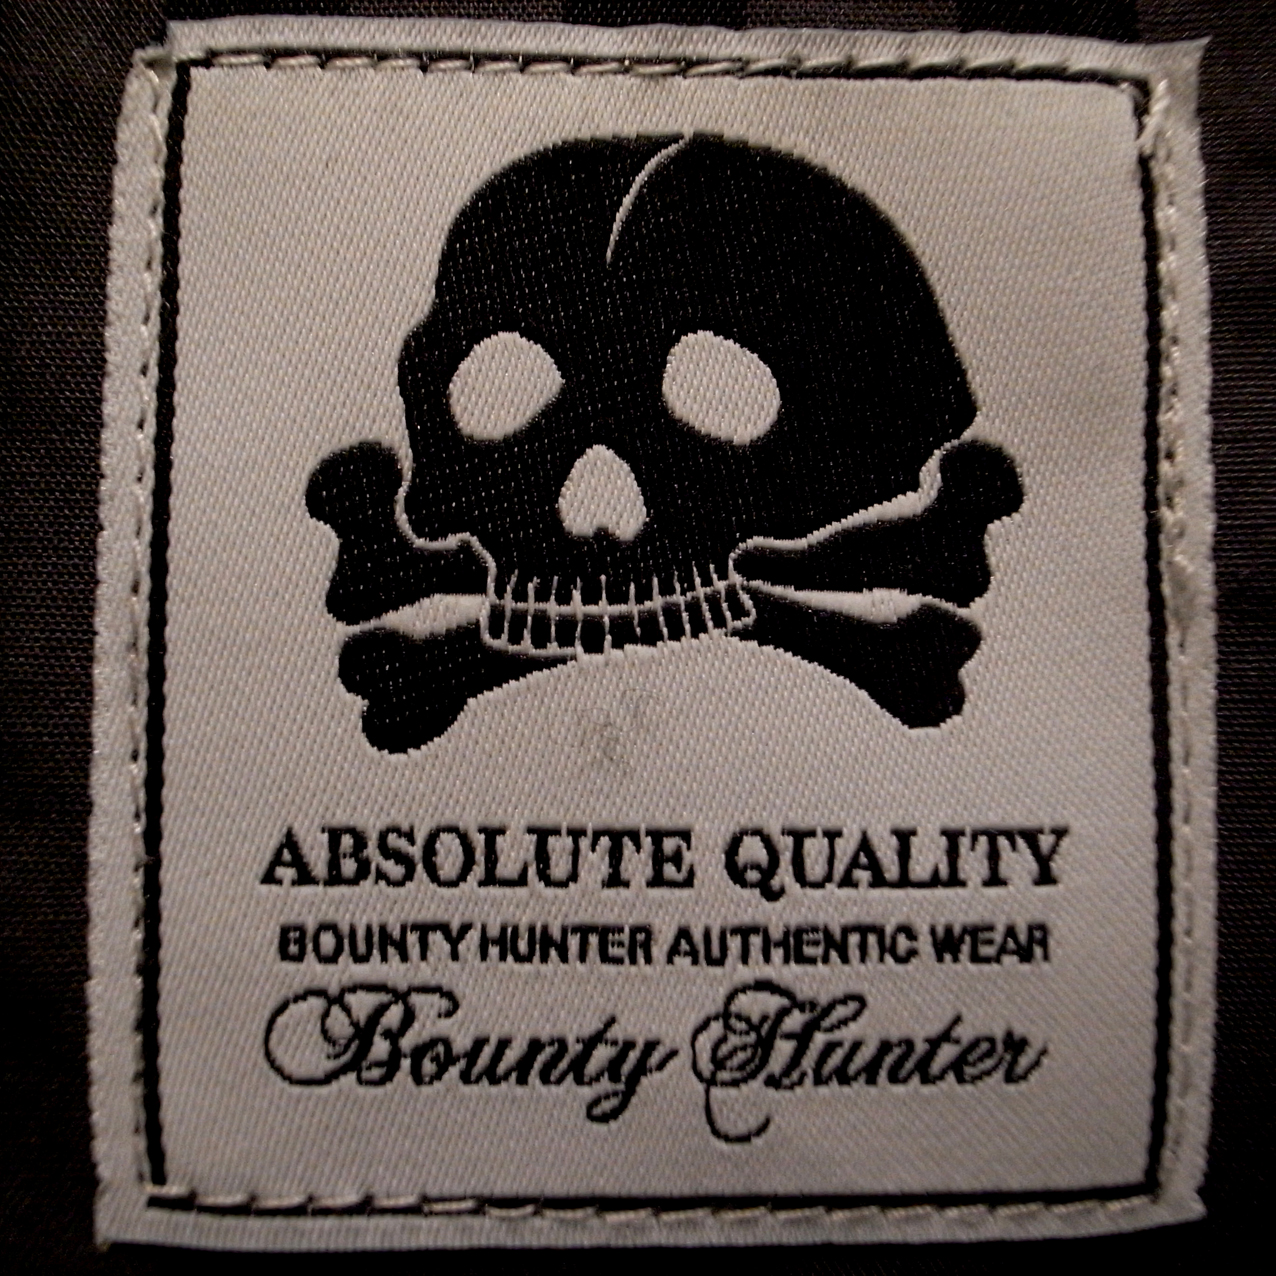 ABSOLUTE QUALITY
BOUNTY HUNTER AUTHENTIC WEAR
Bounty Hunter